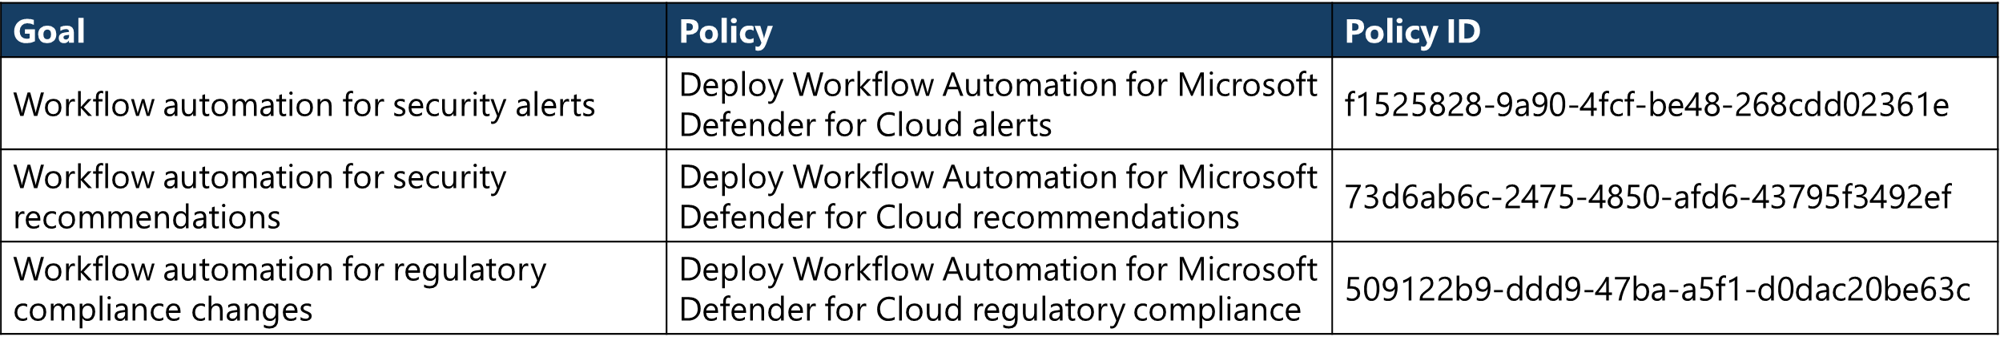 Goal
Policy
Policy ID
Workflow automation for security alerts
Deploy Workflow Automation for Microsoft
Defender for Cloud alerts
f1525828-9a90-4fcf-be48-268cdd02361e
Workflow automation for security
recommendations
Deploy Workflow Automation for Microsoft
Defender for Cloud recommendations
73d6ab6c-2475-4850-afd6-43795f3492ef
Workflow automation for regulatory
compliance changes
Deploy Workflow Automation for Microsoft
Defender for Cloud regulatory compliance
509122b9-ddd9-47ba-a5f1-d0dac20be63c